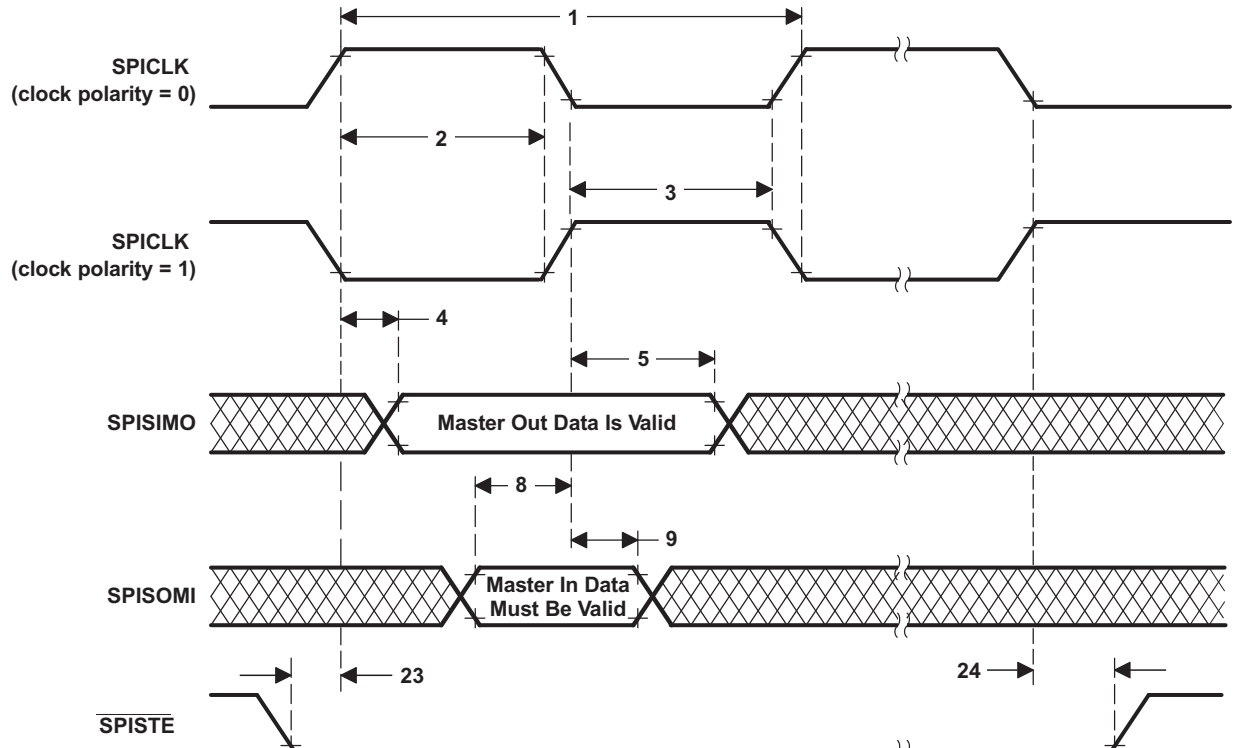 1
SPICLK
(clock polarity = 0)
2
3
SPICLK
(clock polarity = 1)
4
5
SPISIMO
Master Out Data Is Valid
8
9
SPISOMI
Master In Data
Must Be Valid
23
24
SPISTE